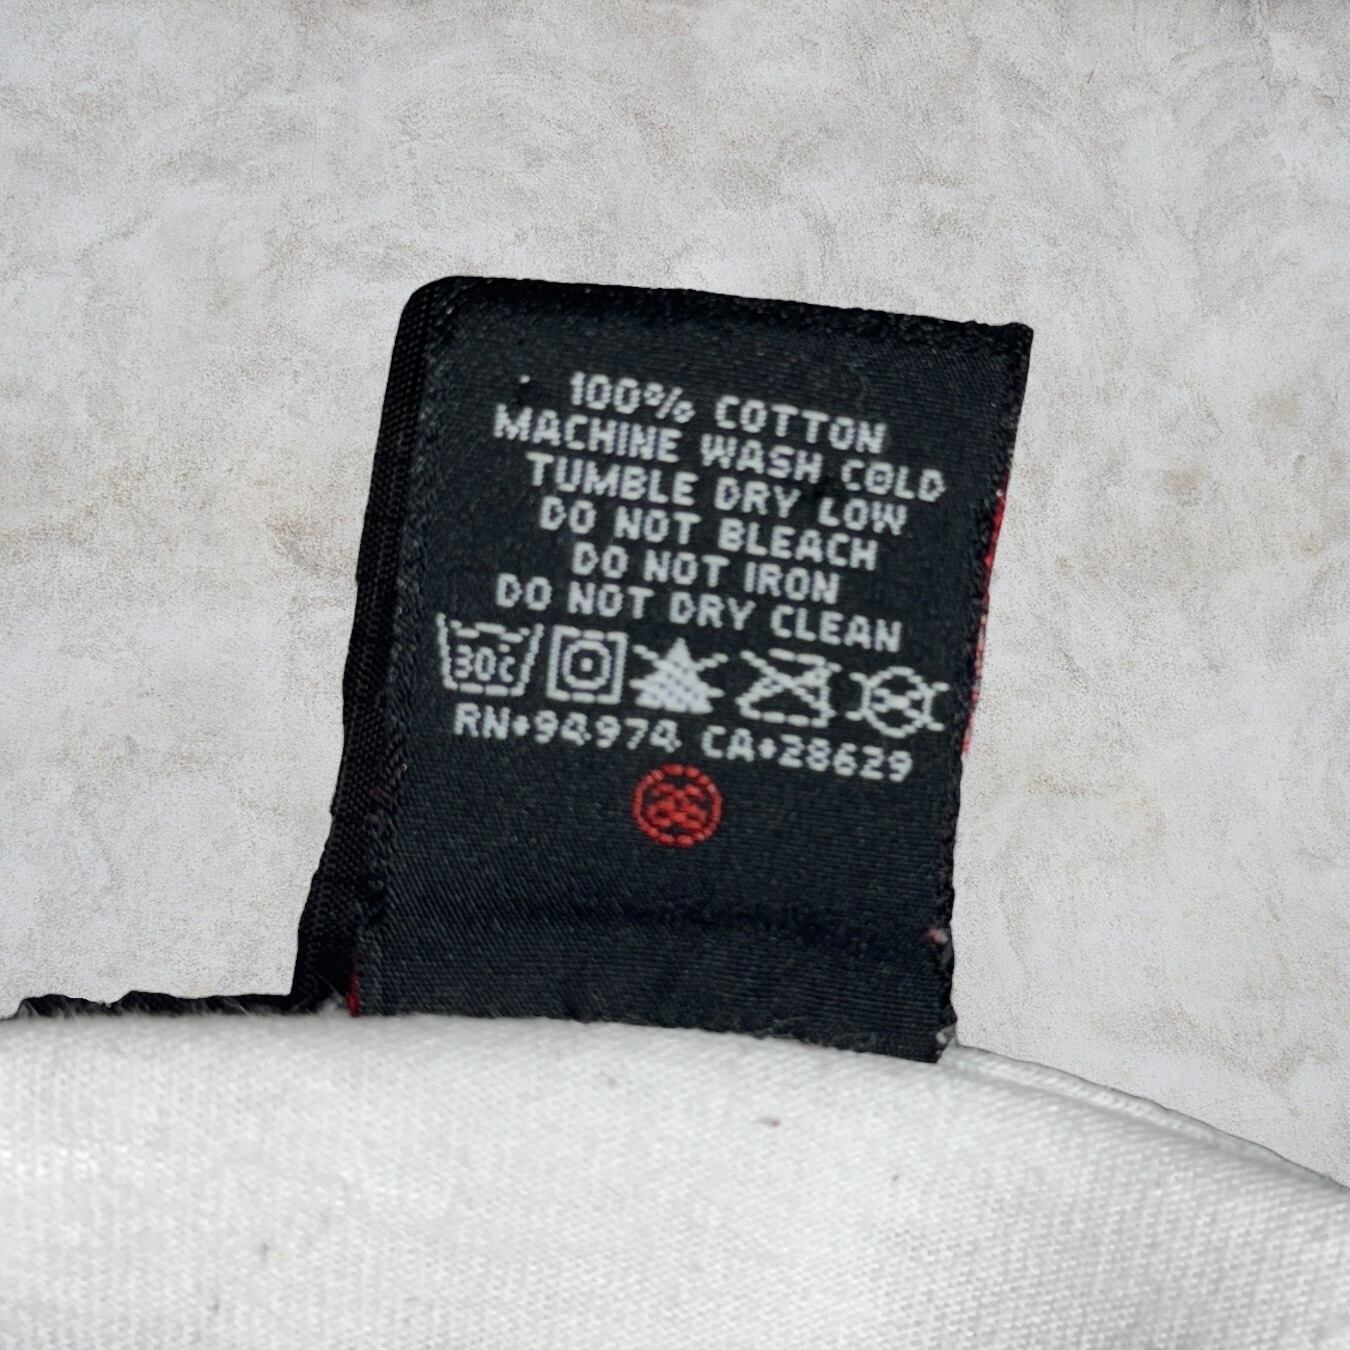 100% COTTON
MACHINE WASH COLD
TUMBLE DRY LOW
DO NOT BLEACH
DO NOT IRON
DO NOT DRY CLEAN
30c
RN•94974 CA•28629